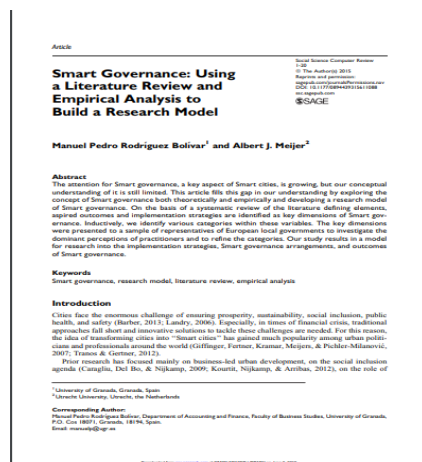 Article
Social Science Computer Review
1-20
© The Author(s) 2015
Reprints and permission:
sagepub.com/journalsPermissions.nav
DOI: 10.1177/0894439315611088
ssc.sagepub.com
SAGE
Smart Governance: Using
a Literature Review and
Empirical Analysis to
Build a Research Model
Manuel Pedro Rodríguez Bolívar1 and Albert J. Meijer2
Abstract
The attention for Smart governance, a key aspect of Smart cities, is growing, but our conceptual
understanding of it is still limited. This article fills this gap in our understanding by exploring the
concept of Smart governance both theoretically and empirically and developing a research model
of Smart governance. On the basis of a systematic review of the literature defining elements,
aspired outcomes and implementation strategies are identified as key dimensions of Smart gov-
ernance. Inductively, we identify various categories within these variables. The key dimensions
were presented to a sample of representatives of European local governments to investigate the
dominant perceptions of practitioners and to refine the categories. Our study results in a model
for research into the implementation strategies, Smart governance arrangements, and outcomes
of Smart governance.
Keywords
Smart governance, research model, literature review, empirical analysis
Introduction
Cities face the enormous challenge of ensuring prosperity, sustainability, social inclusion, public
health, and safety (Barber, 2013; Landry, 2006). Especially, in times of financial crisis, traditional
approaches fall short and innovative solutions to tackle these challenges are needed. For this reason,
the idea of transforming cities into “Smart cities” has gained much popularity among urban politi-
cians and professionals around the world (Giffinger, Fertner, Kramar, Meijers, & Pichler-Milanović,
2007; Tranos & Gertner, 2012).
Prior research has focused mainly on business-led urban development, on the social inclusion
agenda (Caragliu, Del Bo, & Nijkamp, 2009; Kourtit, Nijkamp, & Arribas, 2012), on the role of
1 University of Granada, Granada, Spain
2 Utrecht University, Utrecht, the Netherlands
Corresponding Author:
Manuel Pedro Rodríguez Bolívar, Department of Accounting and Finance, Faculty of Business Studies, University of Granada,
P.O. Cox 18071, Granada, 18194, Spain.
Email: manuelp@ugr.es